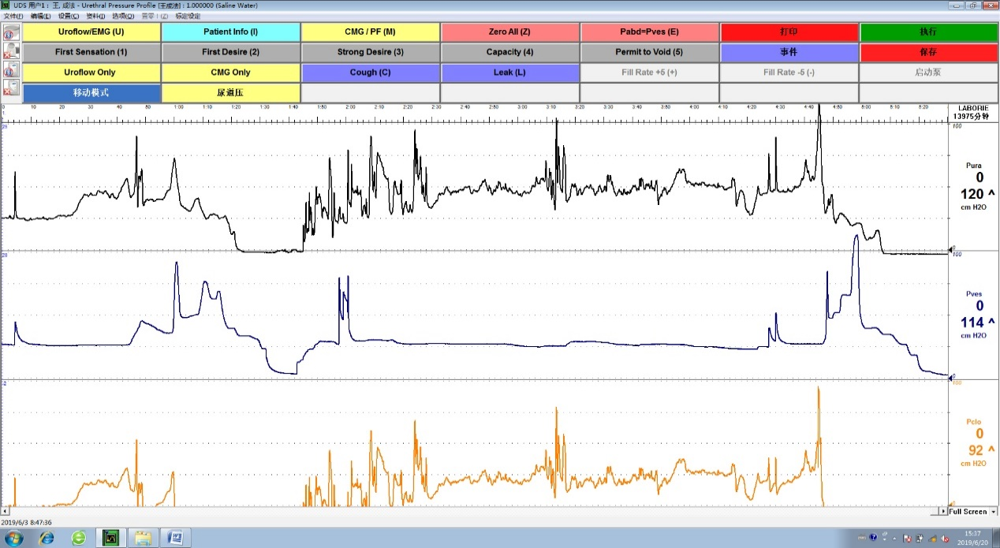 UDS 用户1： 王, 成法 - Urethral Pressure Profile [王成法] : 1.000000 (Saline Water)
文件(F) 编辑(E) 设置(C) 资料(I) 选项(O) 置零！(Z) 标定设定
Uroflow/EMG (U) Patient Info (I) CMG / PF (M) Zero All (Z) Pabd=Pves (E) 打印 执行
First Sensation (1) First Desire (2) Strong Desire (3) Capacity (4) Permit to Void (5) 事件 保存
Uroflow Only CMG Only Cough (C) Leak (L) Fill Rate +5 (+) Fill Rate -5 (-) 启动泵
移动模式 尿道压
0 10 20 30 40 50 1:00 1:10 1:20 1:30 1:40 2:00 2:10 2:20 2:30 2:40 2:50 3:00 3:10 3:20 3:30 3:40 3:50 4:00 4:10 4:20 4:30 4:40 4:50 5:00 5:10 5:20 LABORIE
1 13975分钟
100
Pura
0
120 ^
cm H2O
0
28 100
Pves
0
114 ^
cm H2O
0
100
Pclo
0
92 ^
cm H2O
0
Full Screen
2019/6/3 8:47:36
15:37
2019/6/20